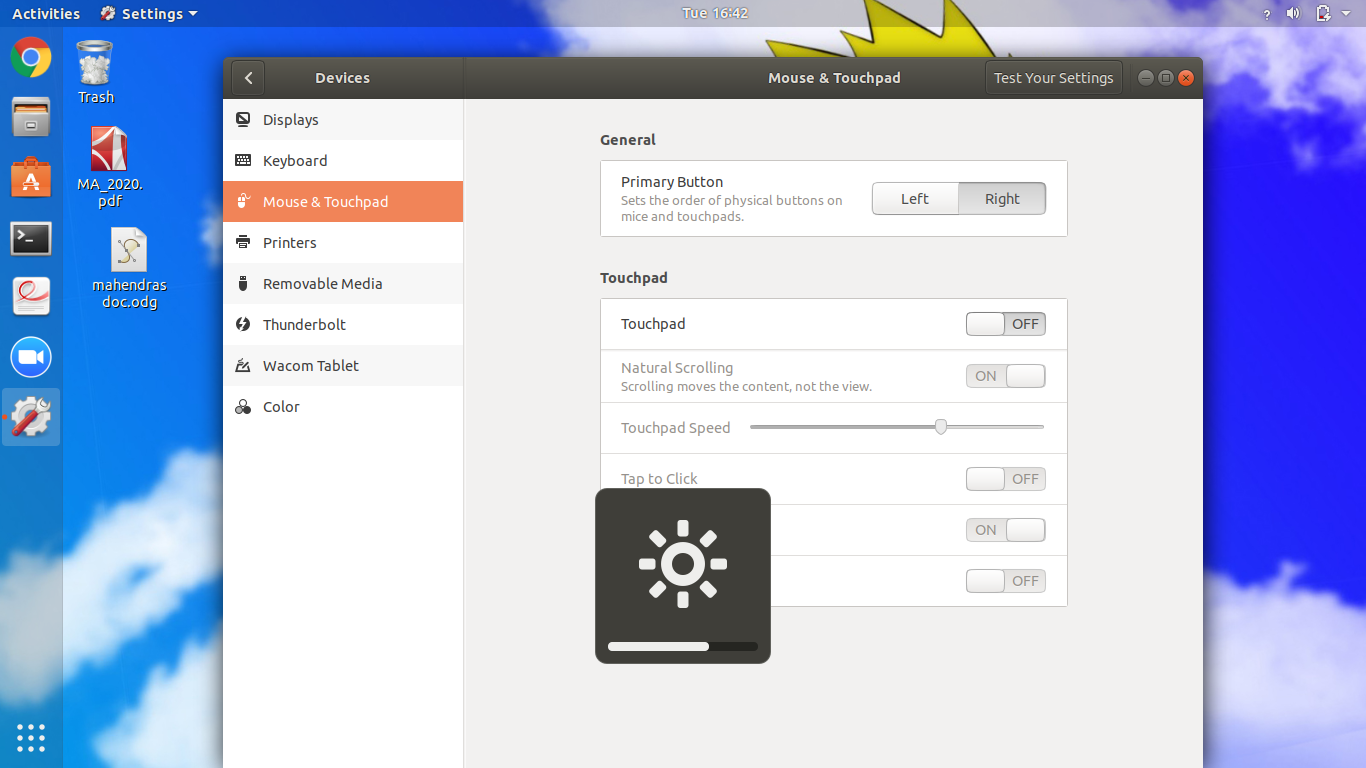 Activities
Settings
Tue 16:42
?
Trash
MA_2020.
pdf
mahendras
doc.odg
Devices
Mouse & Touchpad
Test Your Settings
Displays
Keyboard
Mouse & Touchpad
Printers
Removable Media
Thunderbolt
Wacom Tablet
Color
General
Primary Button
Sets the order of physical buttons on
mice and touchpads.
Left
Right
Touchpad
Touchpad
OFF
Natural Scrolling
Scrolling moves the content, not the view.
ON
Touchpad Speed
Tap to Click
OFF
ON
OFF